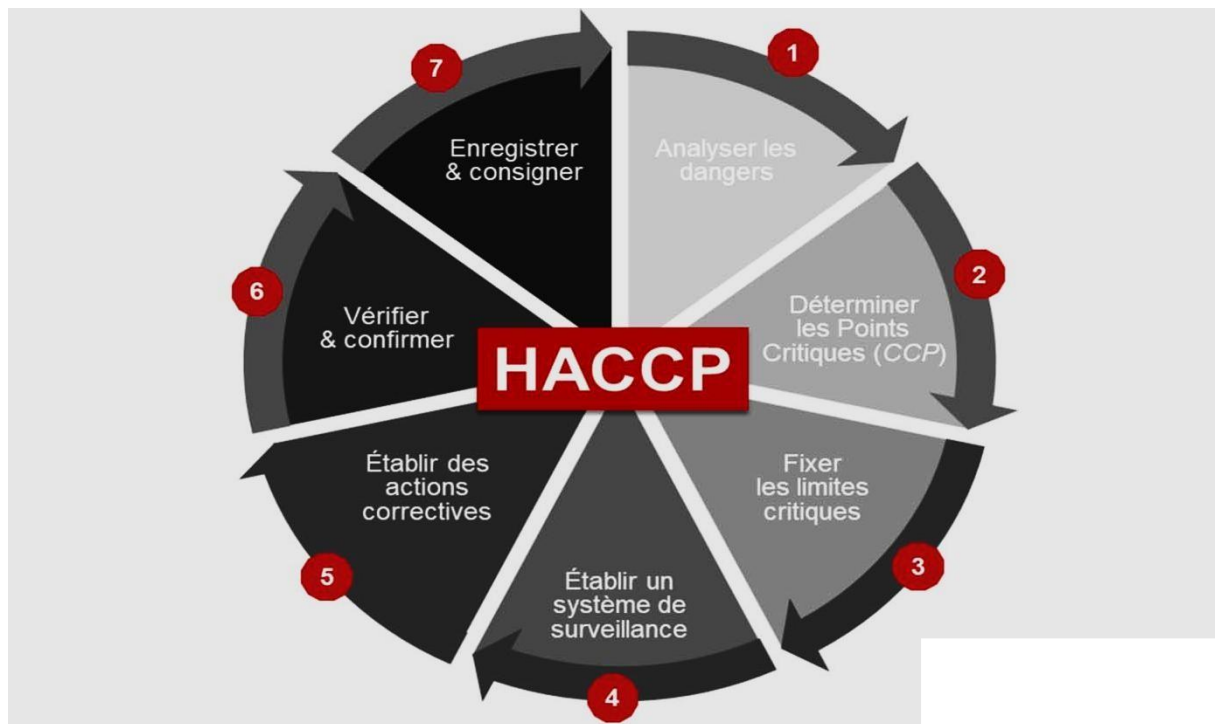 1
Analyser les
dangers
2
Déterminer
les Points
Critiques (CCP)
3
Fixer
les limites
critiques
4
Établir un
système de
surveillance
5
Établir des
actions
correctives
6
Vérifier
& confirmer
7
Enregistrer
& consigner
HACCP